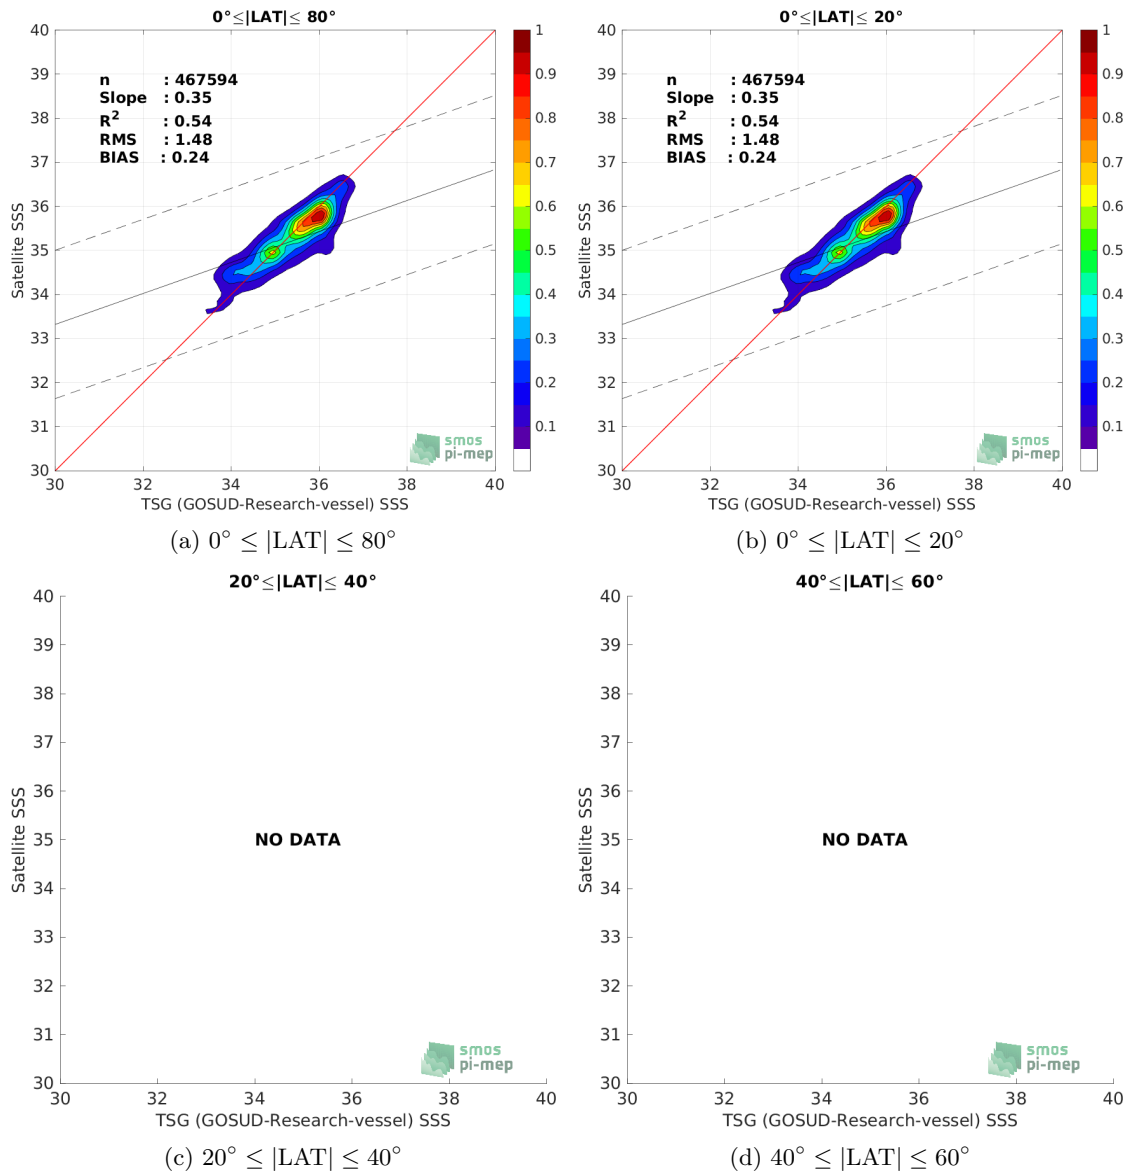 0°≤|LAT|≤ 80°
40
39
38
37
36
35
34
33
32
31
30
Satellite SSS
n : 467594
Slope : 0.35
R² : 0.54
RMS : 1.48
BIAS : 0.24
smos
pi-mep
30 32 34 36 38 40
TSG (GOSUD-Research-vessel) SSS
1
0.9
0.8
0.7
0.6
0.5
0.4
0.3
0.2
0.1
(a) 0° ≤ |LAT| ≤ 80°
0°≤|LAT|≤ 20°
40
39
38
37
36
35
34
33
32
31
30
Satellite SSS
n : 467594
Slope : 0.35
R² : 0.54
RMS : 1.48
BIAS : 0.24
smos
pi-mep
30 32 34 36 38 40
TSG (GOSUD-Research-vessel) SSS
1
0.9
0.8
0.7
0.6
0.5
0.4
0.3
0.2
0.1
(b) 0° ≤ |LAT| ≤ 20°
20°≤|LAT|≤ 40°
40
39
38
37
36
35
34
33
32
31
30
Satellite SSS
NO DATA
smos
pi-mep
30 32 34 36 38 40
TSG (GOSUD-Research-vessel) SSS
(c) 20° ≤ |LAT| ≤ 40°
40°≤|LAT|≤ 60°
40
39
38
37
36
35
34
33
32
31
30
Satellite SSS
NO DATA
smos
pi-mep
30 32 34 36 38 40
TSG (GOSUD-Research-vessel) SSS
(d) 40° ≤ |LAT| ≤ 60°